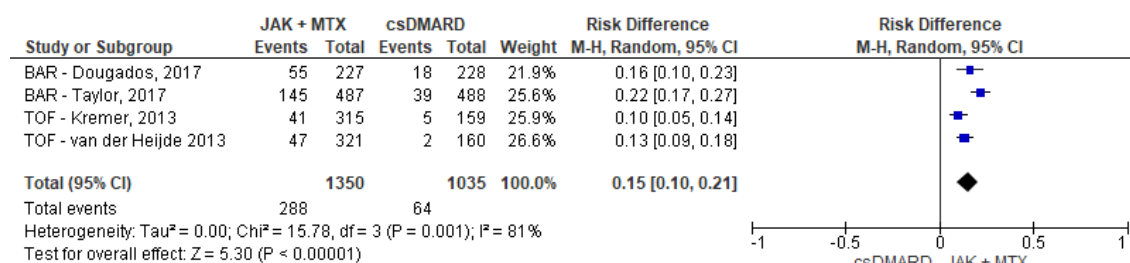 JAK + MTX csDMARD Risk Difference Risk Difference
Study or Subgroup Events Total Events Total Weight M-H, Random, 95% CI M-H, Random, 95% CI
BAR - Dougados, 2017 55 227 18 228 21.9% 0.16 [0.10, 0.23]
BAR - Taylor, 2017 145 487 39 488 25.6% 0.22 [0.17, 0.27]
TOF - Kremer, 2013 41 315 5 159 25.9% 0.10 [0.05, 0.14]
TOF - van der Heijde 2013 47 321 2 160 26.6% 0.13 [0.09, 0.18]
Total (95% CI) 1350 1035 100.0% 0.15 [0.10, 0.21]
Total events 288 64
Heterogeneity: Tau² = 0.00; Chi² = 15.78, df = 3 (P = 0.001); I² = 81%
Test for overall effect: Z = 5.30 (P < 0.00001)
-1 -0.5 0 0.5 1
csDMARD JAK + MTX